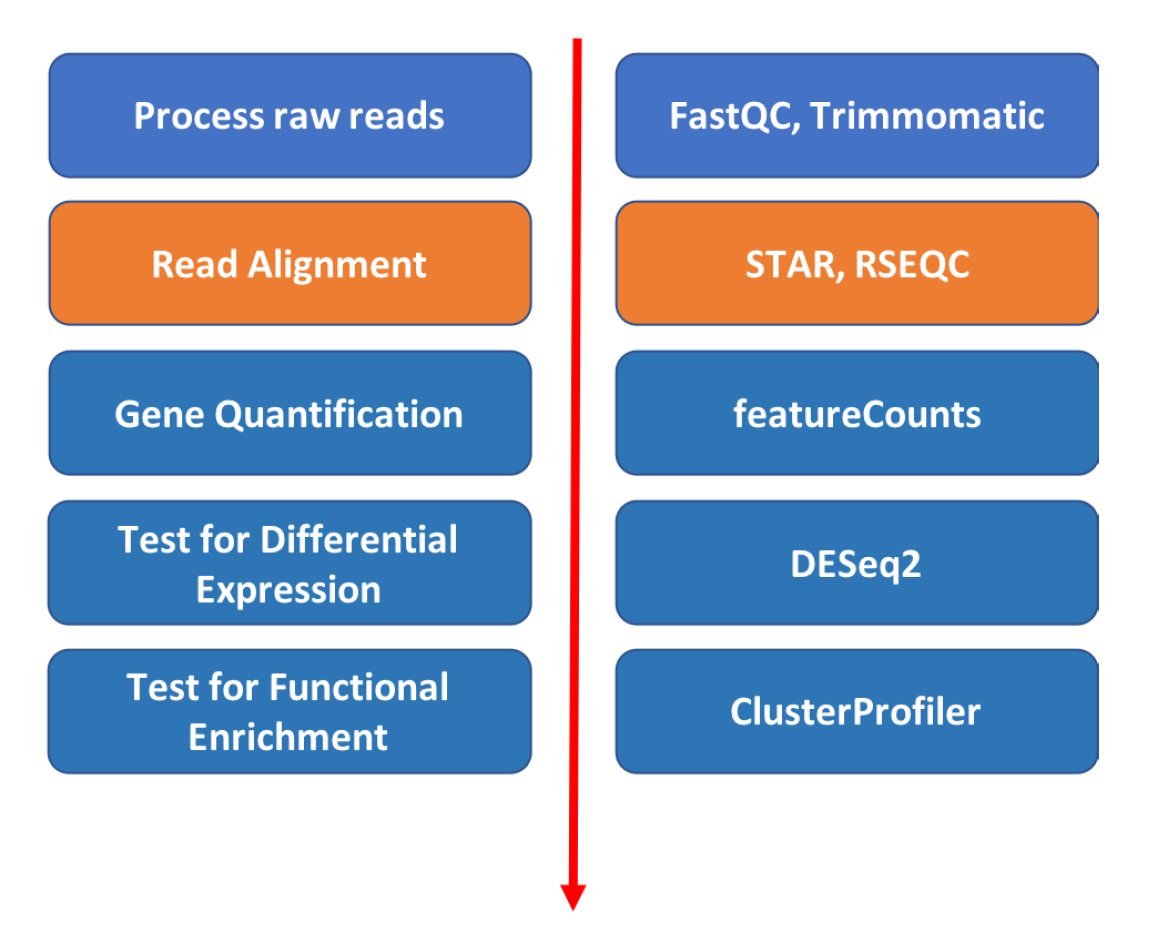 Process raw reads
FastQC, Trimmomatic
Read Alignment
STAR, RSEQC
Gene Quantification
featureCounts
Test for Differential
Expression
DESeq2
Test for Functional
Enrichment
ClusterProfiler